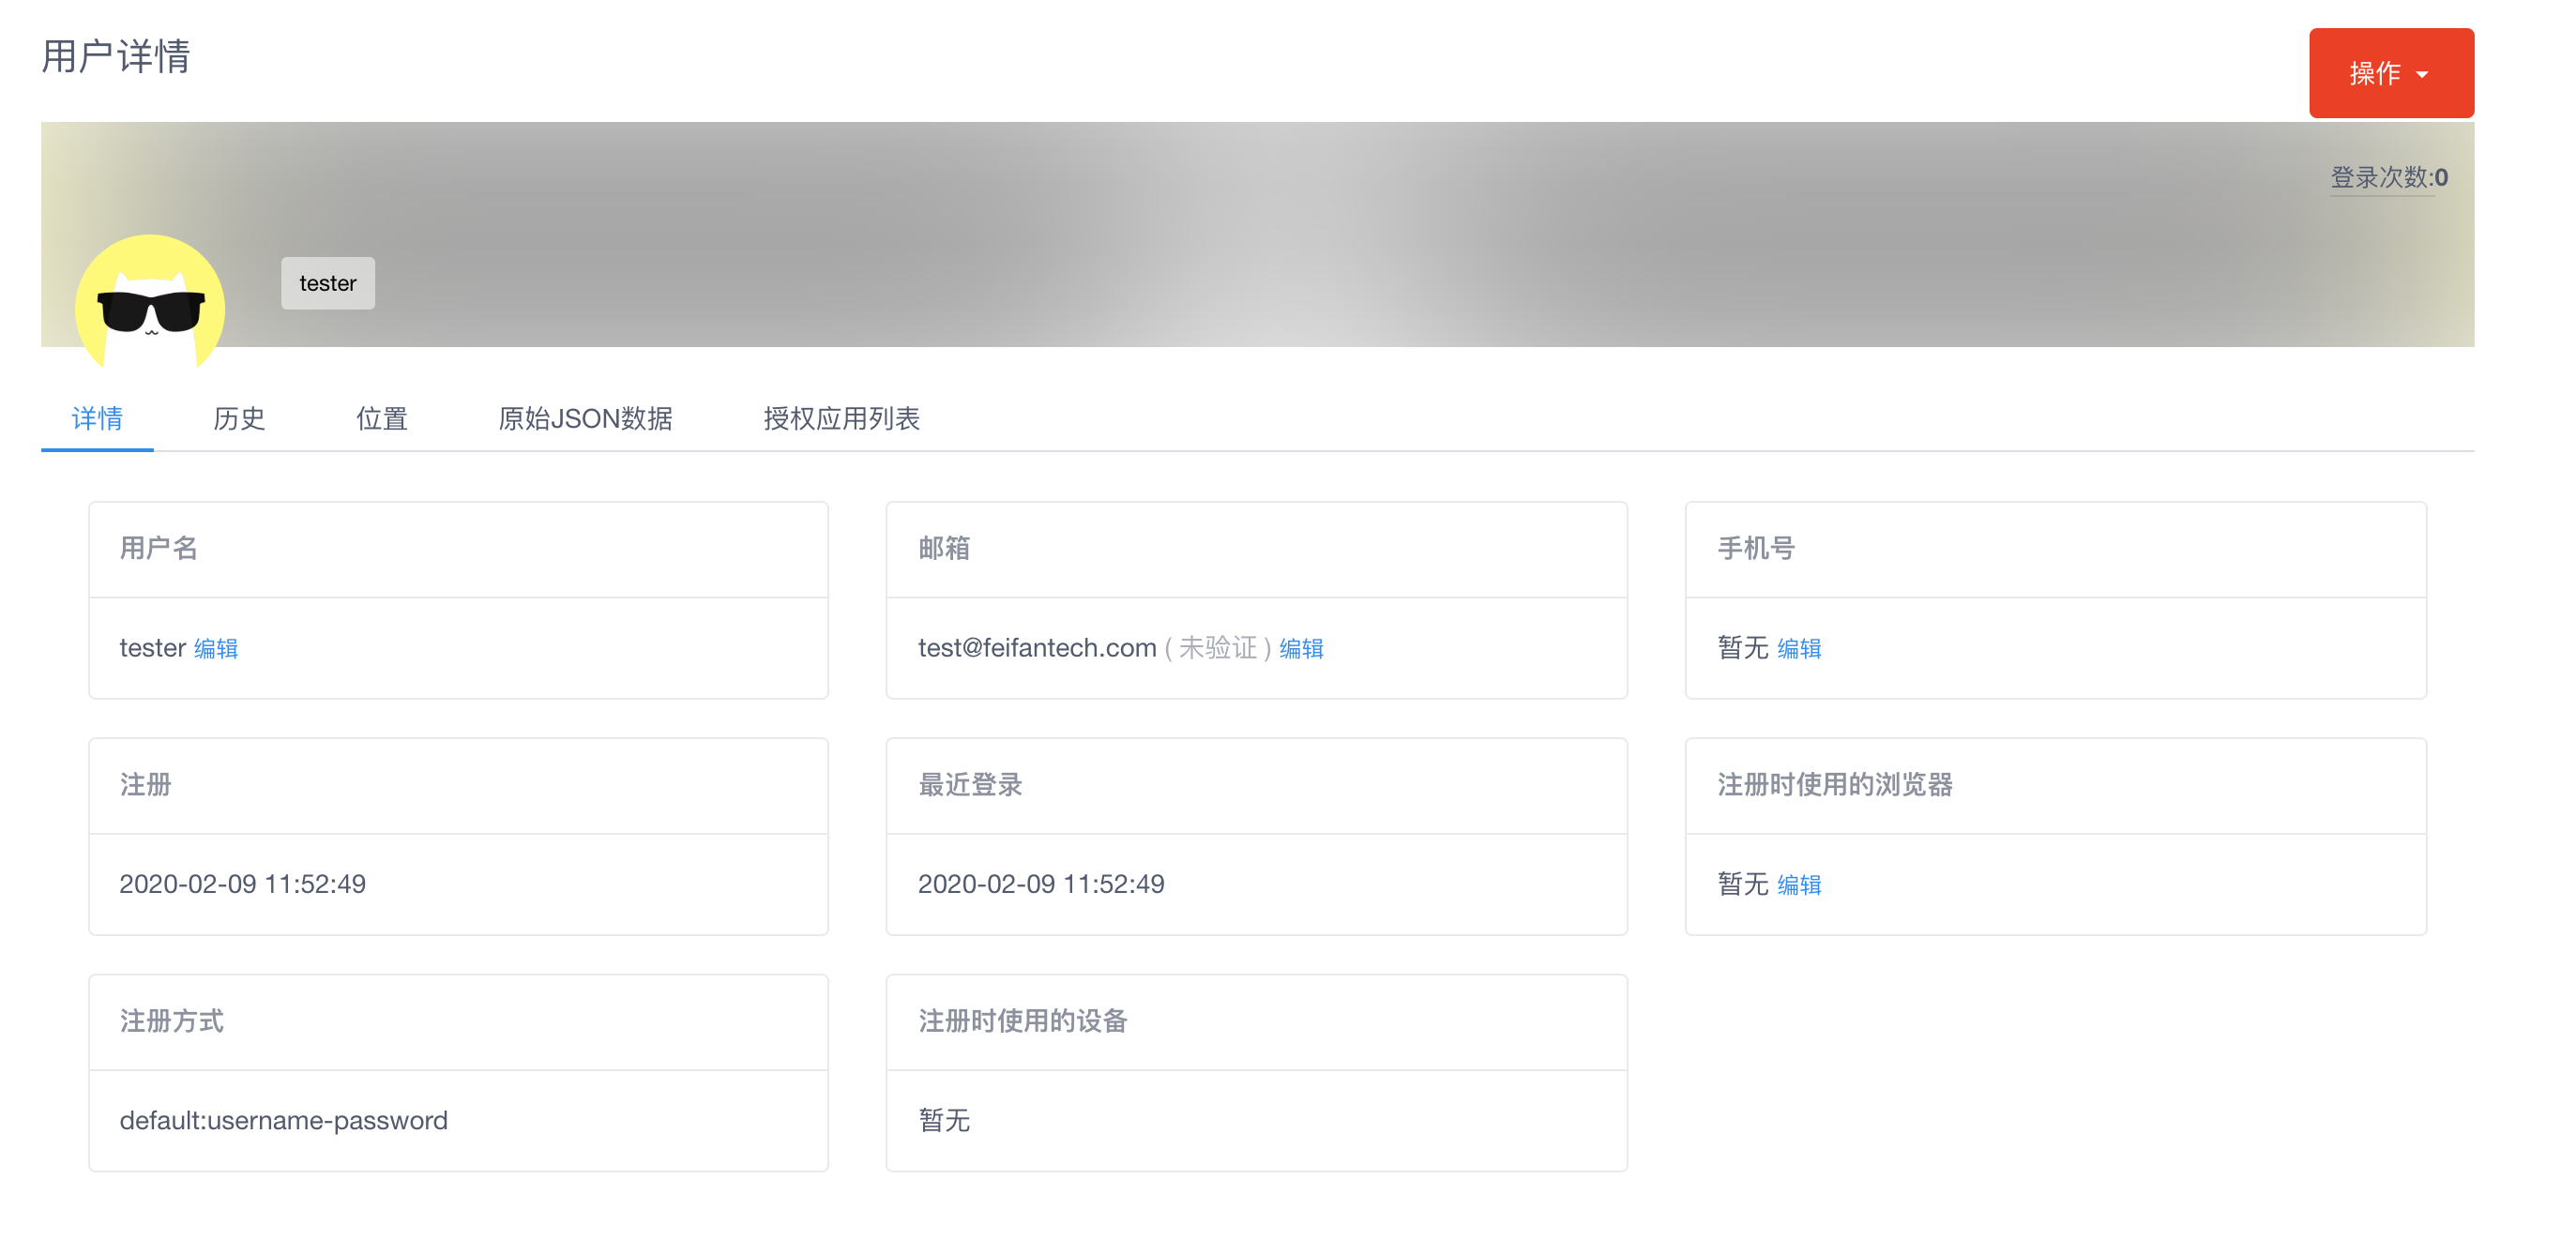 用户详情
操作
登录次数:0
tester
详情 历史 位置 原始JSON数据 授权应用列表
用户名 邮箱 手机号
tester 编辑 test@feifantech.com ( 未验证 ) 编辑 暂无 编辑
注册 最近登录 注册时使用的浏览器
2020-02-09 11:52:49 2020-02-09 11:52:49 暂无 编辑
注册方式 注册时使用的设备
default:username-password 暂无